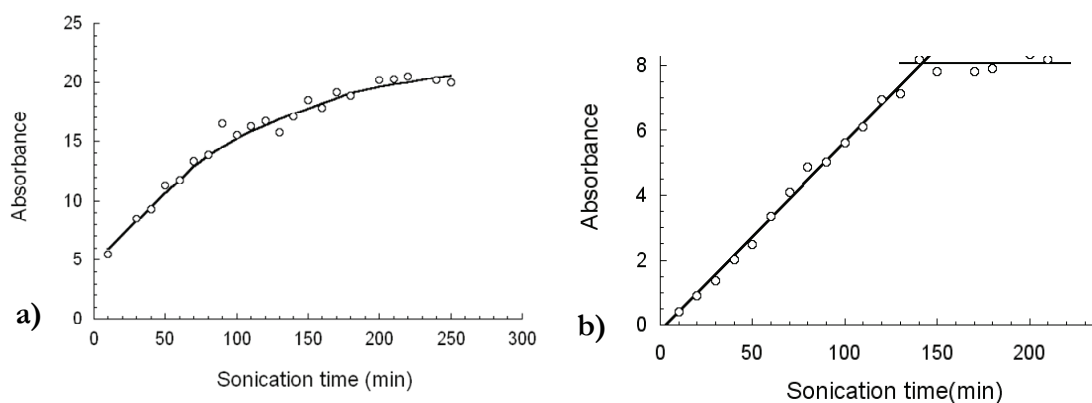 25
20
15
10
5
0
Absorbance
0 50 100 150 200 250 300
Sonication time (min)
a)
8
6
4
2
0
Absorbance
0 50 100 150 200
Sonication time(min)
b)